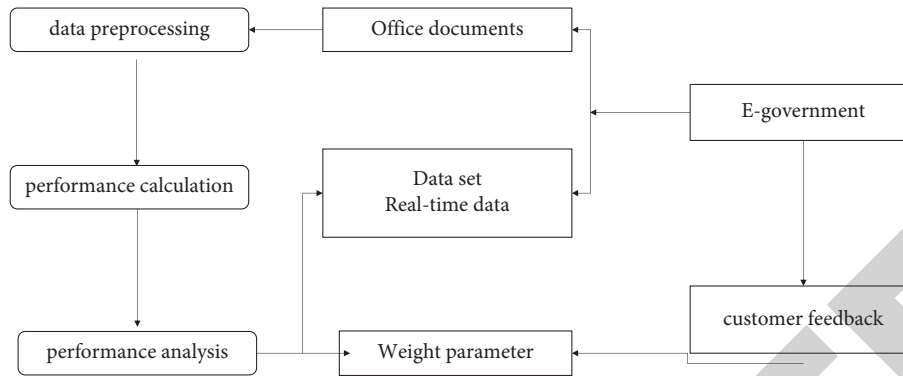 data preprocessing
Office documents
E-government
performance calculation
Data set
Real-time data
customer feedback
performance analysis
Weight parameter